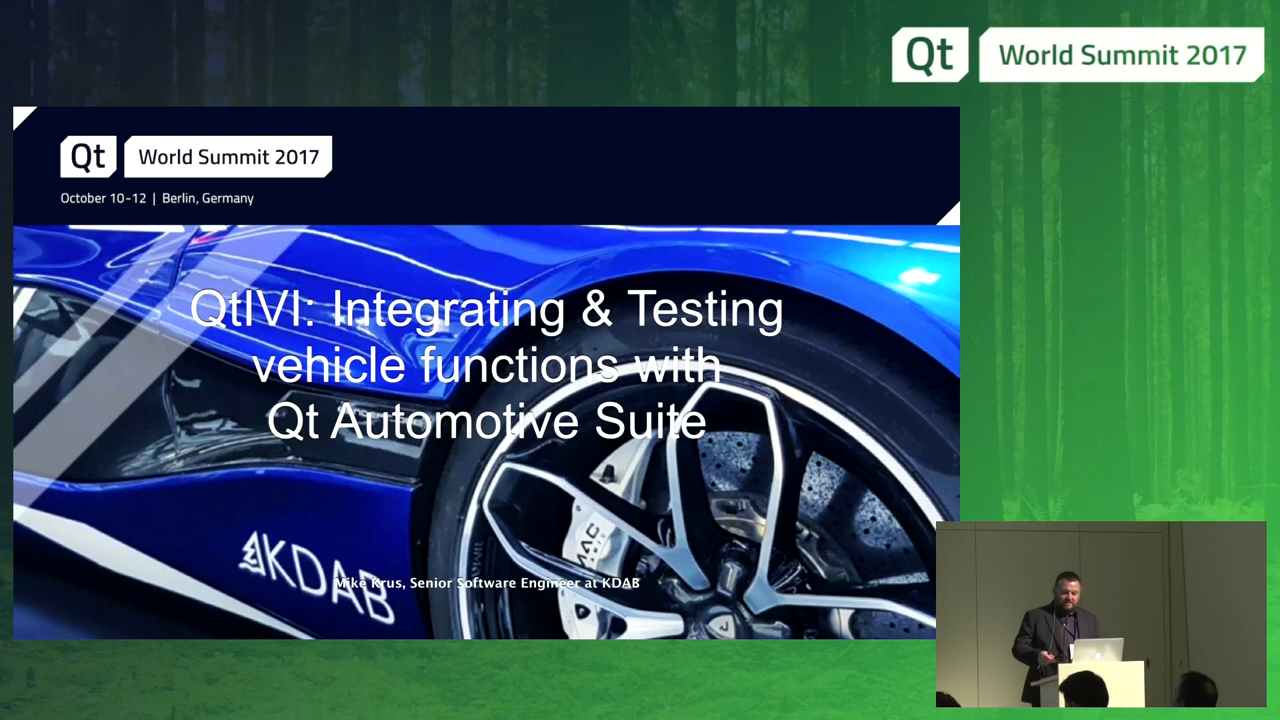 Qt World Summit 2017
Qt World Summit 2017
October 10-12 | Berlin, Germany
QtIVI: Integrating & Testing
vehicle functions with
Qt Automotive Suite
KDAB
Mike Krus, Senior Software Engineer at KDAB